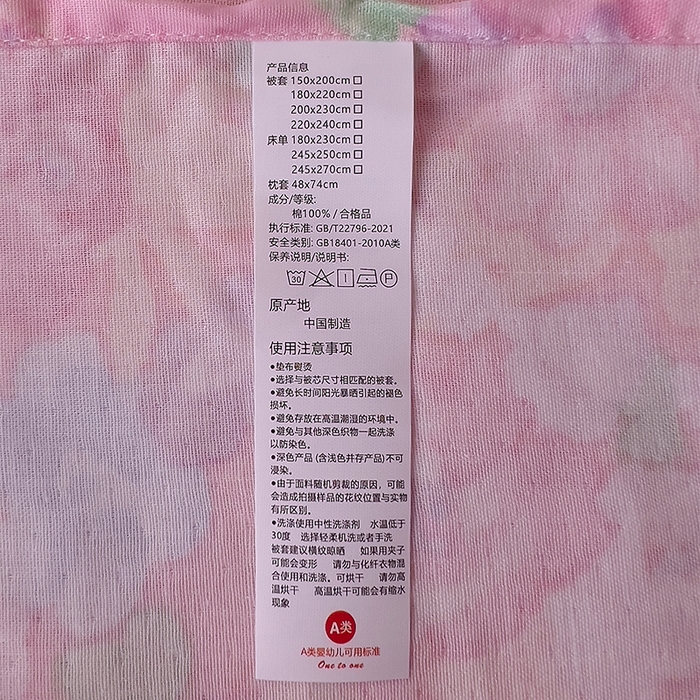 产品信息
被套 150x200cm□
180x220cm□
200x230cm□
220x240cm□
床单 180x230cm□
245x250cm□
245x270cm□
枕套 48x74cm
成分/等级:
棉100% / 合格品
执行标准: GB/T22796-2021
安全类别: GB18401-2010A类
保养说明/说明书:
30 P
原产地
中国制造
使用注意事项
●垫布熨烫
●选择与被芯尺寸相匹配的被套。
●避免长时间阳光暴晒引起的褪色
损坏。
●避免存放在高温潮湿的环境中。
●避免与其他深色织物一起洗涤
以防染色。
●深色产品 (含浅色并存产品)不可
浸染。
●由于面料随机剪裁的原因，可能
会造成拍摄样品的花纹位置与实物
有所区别。
●洗涤使用中性洗涤剂 水温低于
30度 选择轻柔机洗或者手洗
被套建议横纹晾晒 如果用夹子
可能会变形 请勿与化纤衣物混
合使用和洗涤。可烘干 请勿高
温烘干 高温烘干可能会有缩水
现象
A类
A类婴幼儿可用标准
One to one